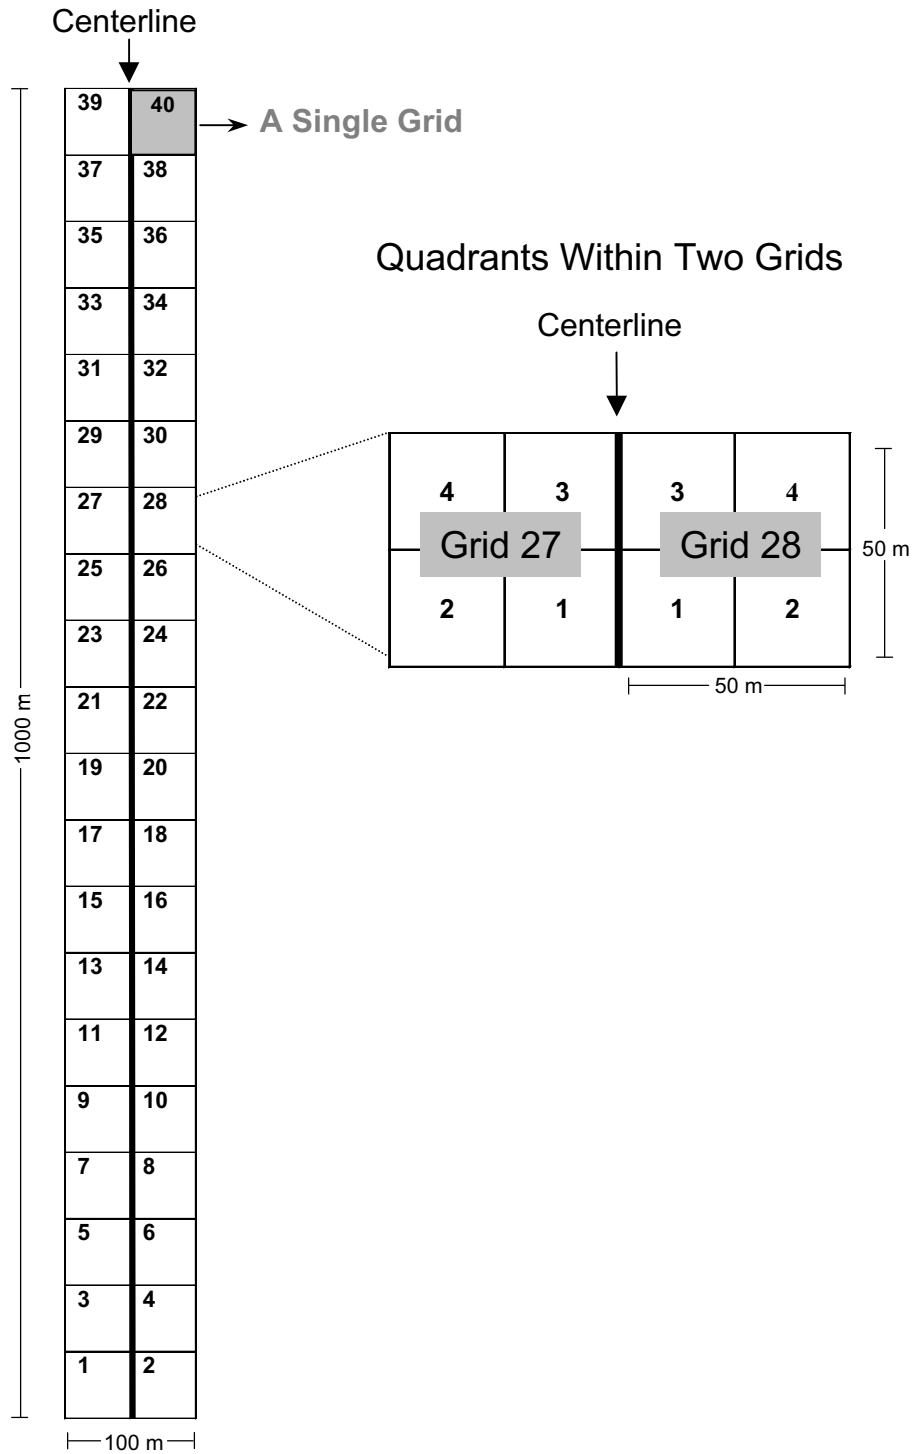 Centerline
39 40
A Single Grid
37 38
35 36
Quadrants Within Two Grids
33 34
Centerline
31 32
29 30
27 28
4 3 3 4
Grid 27 Grid 28
50 m
25 26
2 1 1 2
23 24
50 m
21 22
1000 m
19 20
17 18
15 16
13 14
11 12
9 10
7 8
5 6
3 4
1 2
100 m